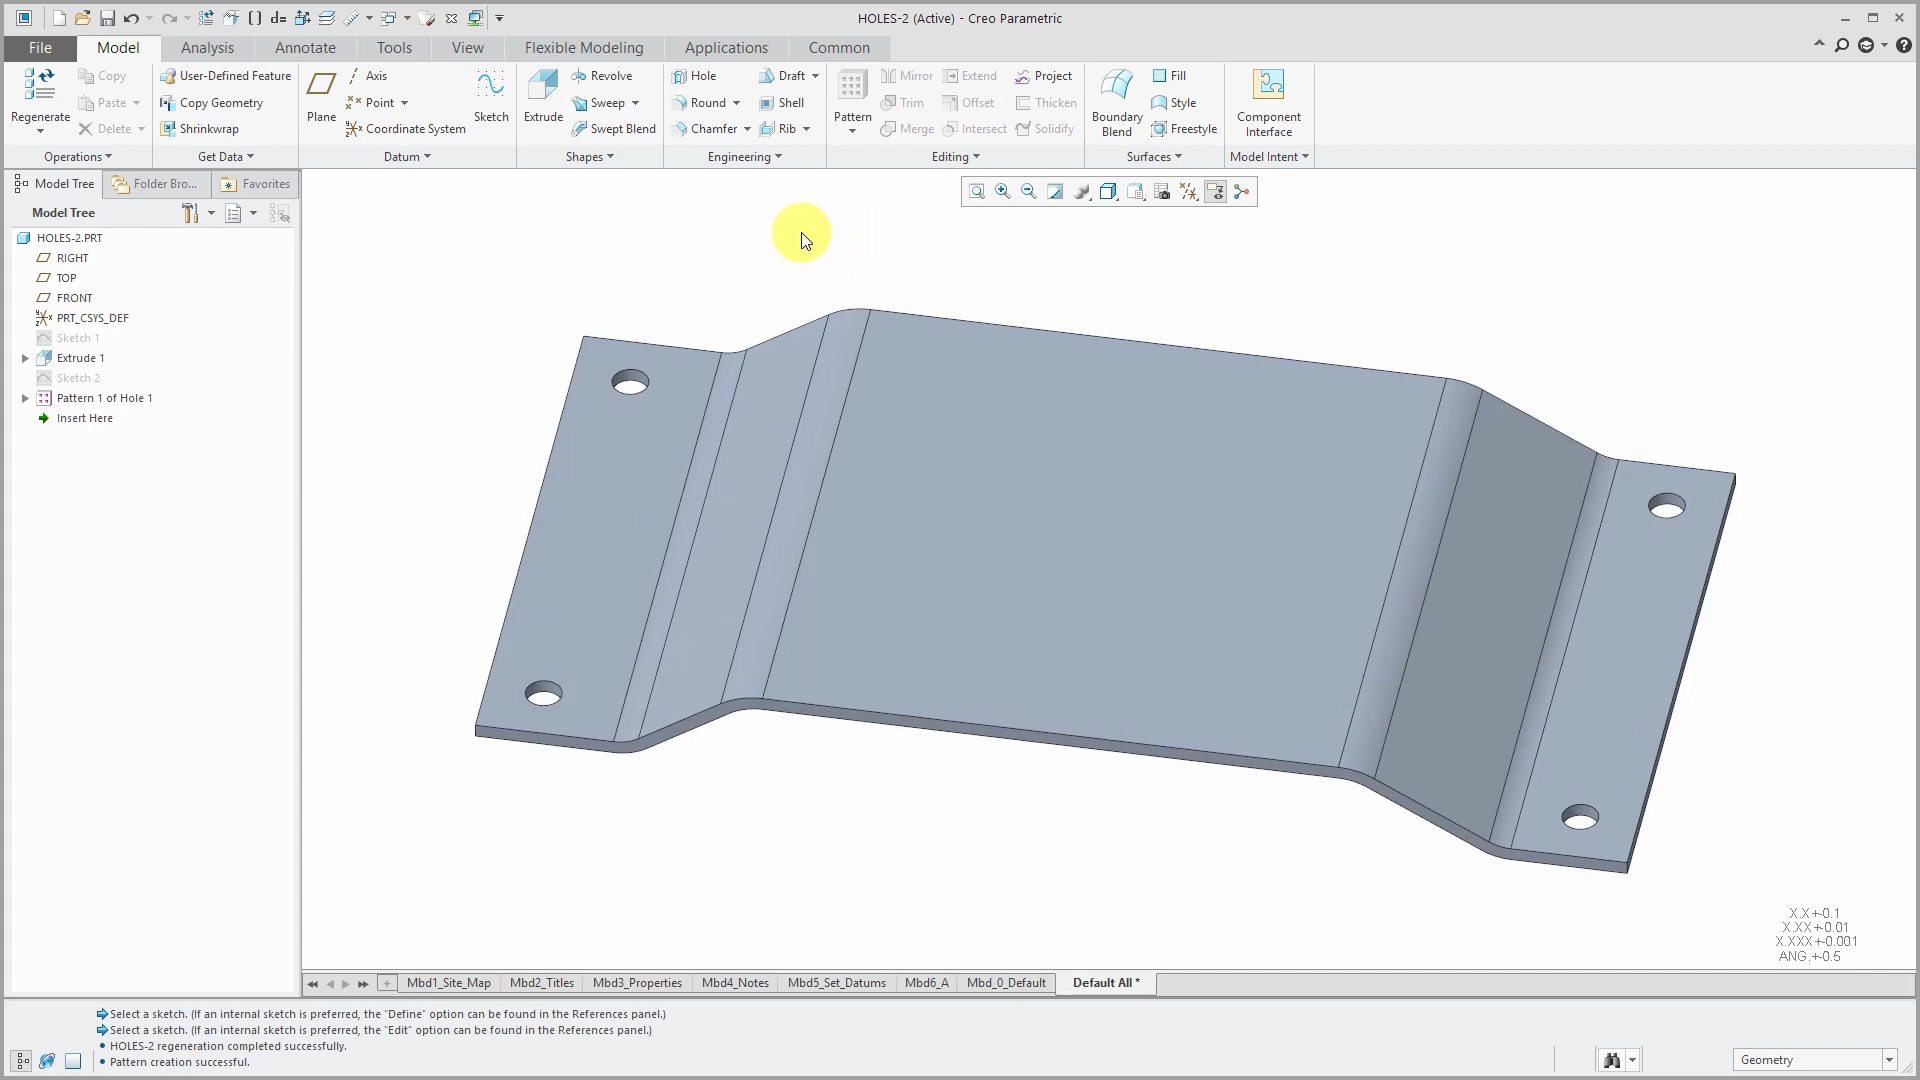 HOLES-2 (Active) - Creo Parametric
File Model Analysis Annotate Tools View Flexible Modeling Applications Common
Regenerate
Copy
Paste
Delete
Operations
User-Defined Feature
Copy Geometry
Shrinkwrap
Get Data
Plane
Axis
Point
Coordinate System
Sketch
Datum
Extrude
Revolve
Sweep
Swept Blend
Shapes
Hole
Round
Chamfer
Draft
Shell
Rib
Engineering
Pattern
Mirror
Trim
Merge
Extend
Offset
Intersect
Project
Thicken
Solidify
Editing
Boundary
Blend
Fill
Style
Freestyle
Surfaces
Component
Interface
Model Intent
Model Tree Folder Bro... Favorites
Model Tree
HOLES-2.PRT
RIGHT
TOP
FRONT
PRT_CSYS_DEF
Sketch 1
Extrude 1
Sketch 2
Pattern 1 of Hole 1
Insert Here
X.X+-0.1
X.XX+-0.01
X.XXX+-0.001
ANG.+-0.5
Mbd1_Site_Map Mbd2_Titles Mbd3_Properties Mbd4_Notes Mbd5_Set_Datums Mbd6_A Mbd_0_Default Default All *
Select a sketch. (If an internal sketch is preferred, the "Define" option can be found in the References panel.)
Select a sketch. (If an internal sketch is preferred, the "Edit" option can be found in the References panel.)
• HOLES-2 regeneration completed successfully.
• Pattern creation successful.
Geometry